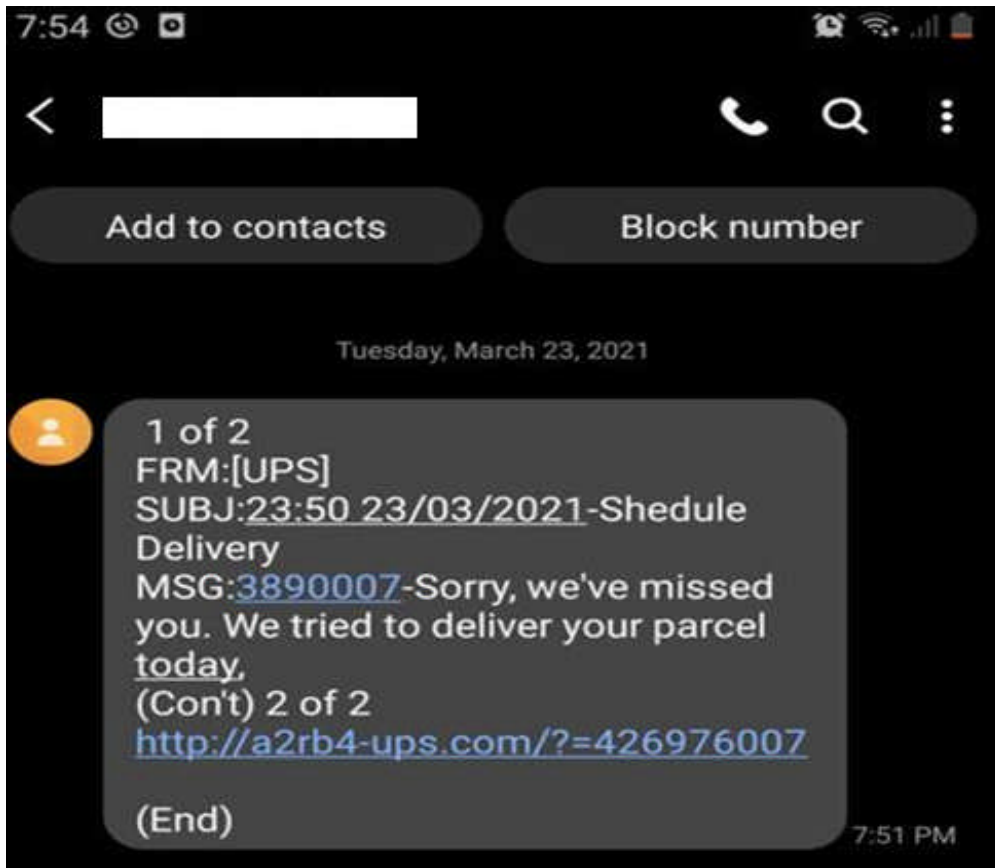 7:54
Add to contacts
Block number
Tuesday, March 23, 2021
1 of 2
FRM:[UPS]
SUBJ:23:50 23/03/2021-Shedule
Delivery
MSG:3890007-Sorry, we've missed
you. We tried to deliver your parcel
today,
(Con't) 2 of 2
http://a2rb4-ups.com/?=426976007
(End)
7:51 PM